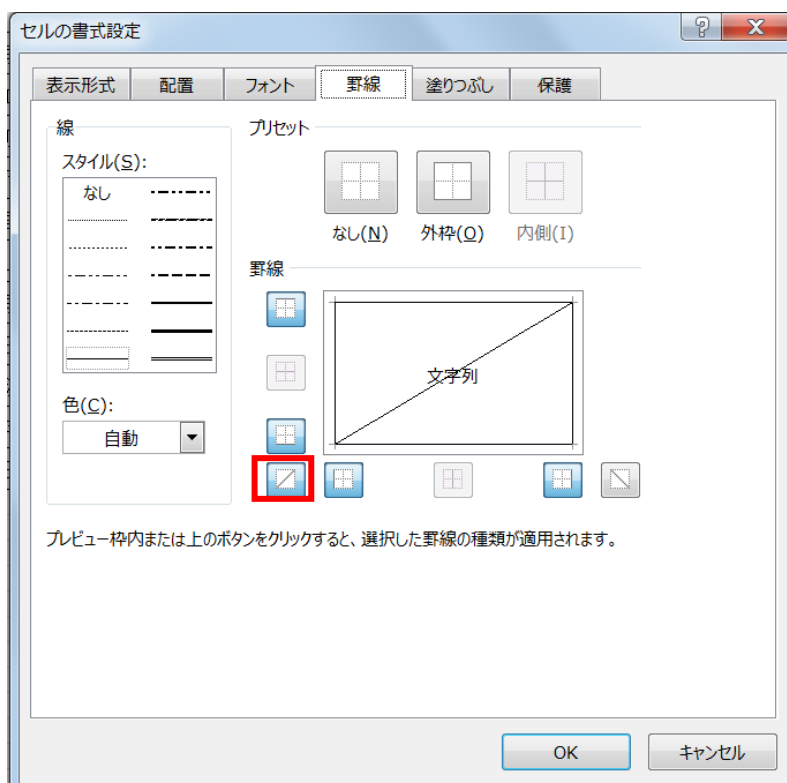 セルの書式設定
表示形式 配置 フォント 罫線 塗りつぶし 保護
線
スタイル(S):
なし
色(C):
自動
プリセット
なし(N) 外枠(O) 内側(I)
罫線
文字列
プレビュー枠内または上のボタンをクリックすると、選択した罫線の種類が適用されます。
OK キャンセル